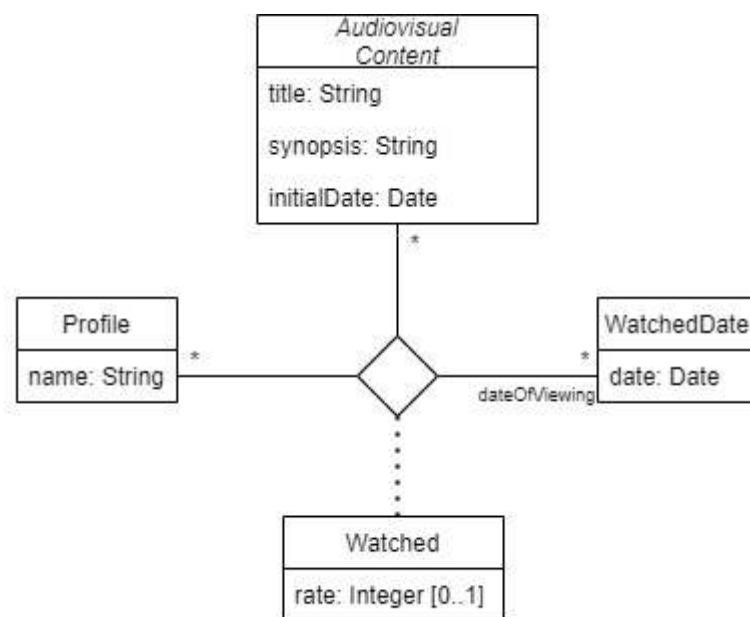 Audiovisual
Content
title: String
synopsis: String
initialDate: Date
*
Profile
name: String
*
*
dateOfViewing
WatchedDate
date: Date
Watched
rate: Integer [0..1]